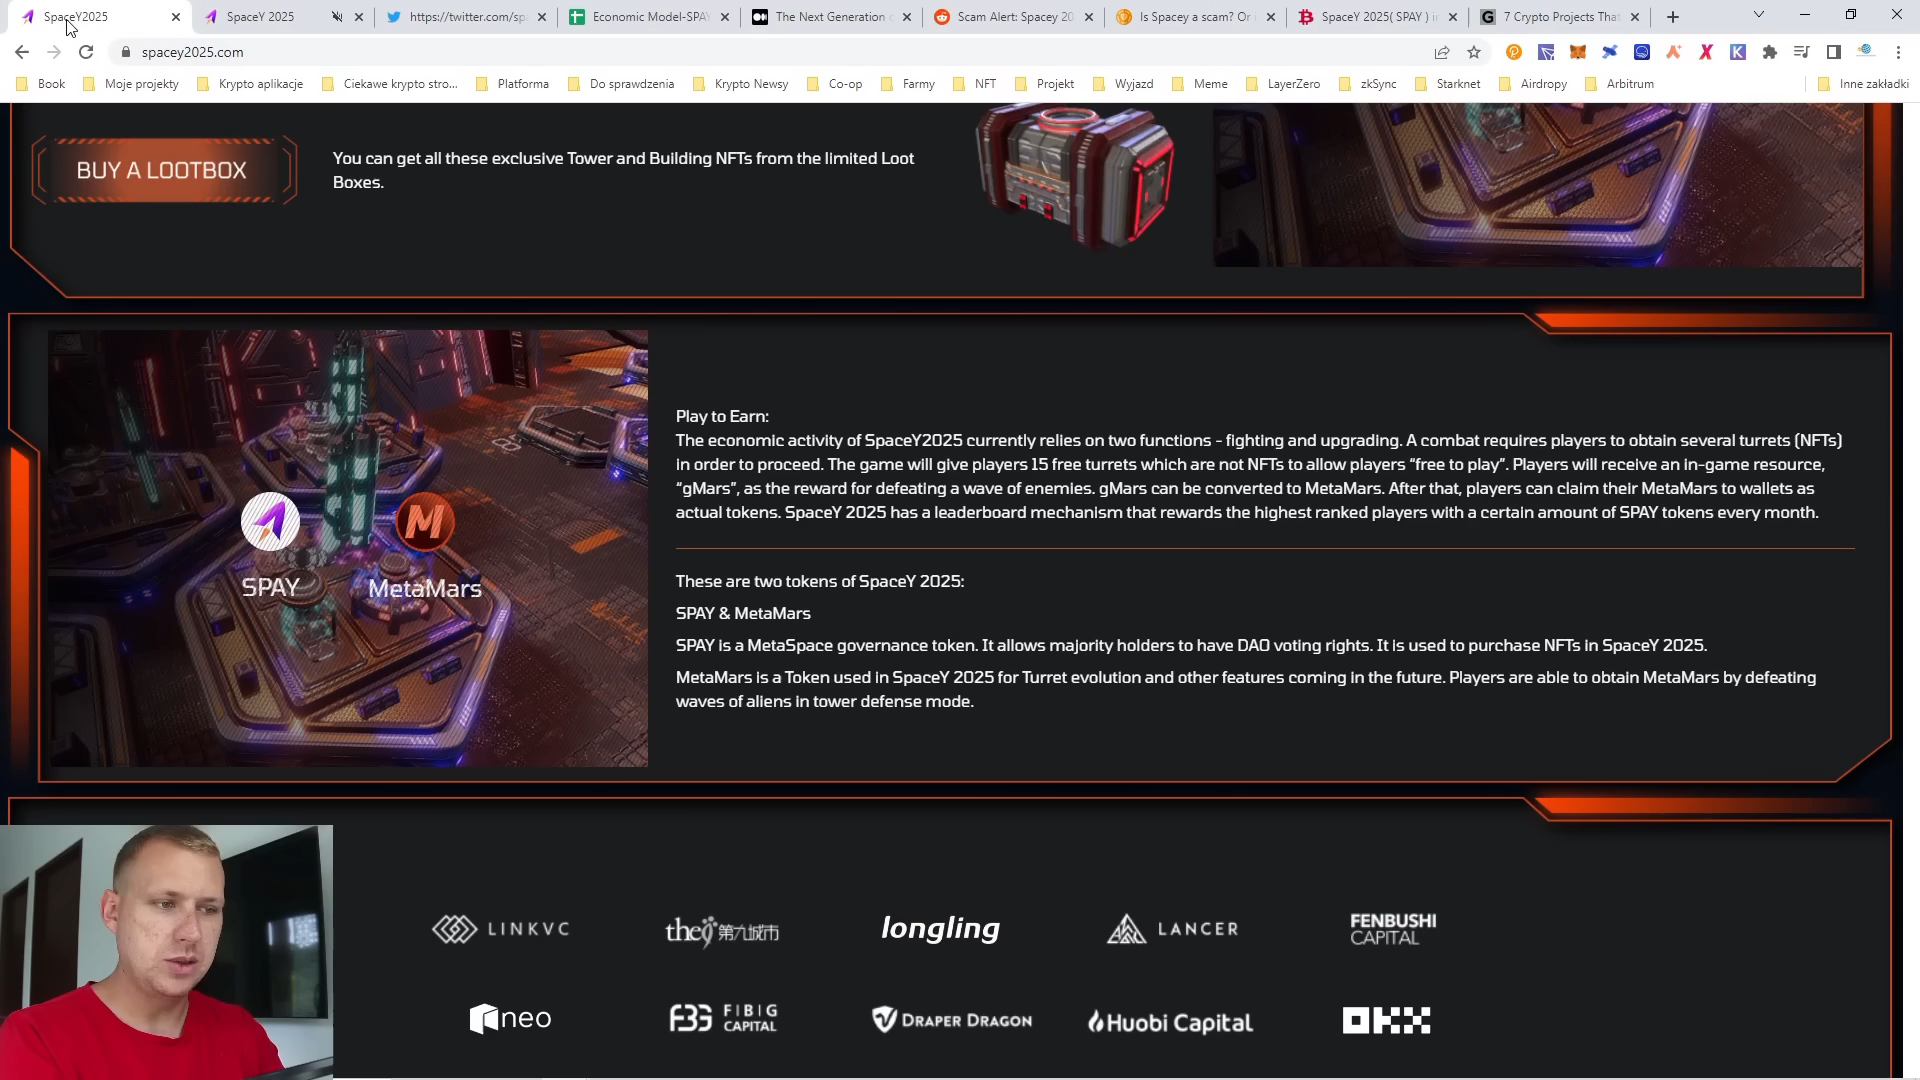 SpaceY2025
SpaceY 2025
https://twitter.com/sp
Economic Model-SPA
The Next Generation
Scam Alert: Spacey 20
Is Spacey a scam? Or
SpaceY 2025( SPAY ) i
7 Crypto Projects Tha
spacey2025.com
Book
Moje projekty
Krypto aplikacje
Ciekawe krypto stro...
Platforma
Do sprawdzenia
Krypto Newsy
Co-op
Farmy
NFT
Projekt
Wyjazd
Meme
LayerZero
zkSync
Starknet
Airdropy
Arbitrum
Inne zakładki
BUY A LOOTBOX
You can get all these exclusive Tower and Building NFTs from the limited Loot
Boxes.
SPAY
MetaMars
Play to Earn:
The economic activity of SpaceY2025 currently relies on two functions - fighting and upgrading. A combat requires players to obtain several turrets (NFTs)
in order to proceed. The game will give players 15 free turrets which are not NFTs to allow players “free to play”. Players will receive an in-game resource,
“gMars”, as the reward for defeating a wave of enemies. gMars can be converted to MetaMars. After that, players can claim their MetaMars to wallets as
actual tokens. SpaceY 2025 has a leaderboard mechanism that rewards the highest ranked players with a certain amount of SPAY tokens every month.
These are two tokens of SpaceY 2025:
SPAY & MetaMars
SPAY is a MetaSpace governance token. It allows majority holders to have DAO voting rights. It is used to purchase NFTs in SpaceY 2025.
MetaMars is a Token used in SpaceY 2025 for Turret evolution and other features coming in the future. Players are able to obtain MetaMars by defeating
waves of aliens in tower defense mode.
LINKVC
the9 第九城市
longling
LANCER
FENBUSHI
CAPITAL
neo
FBG
FIBIG
CAPITAL
DRAPER DRAGON
Huobi Capital
OKX